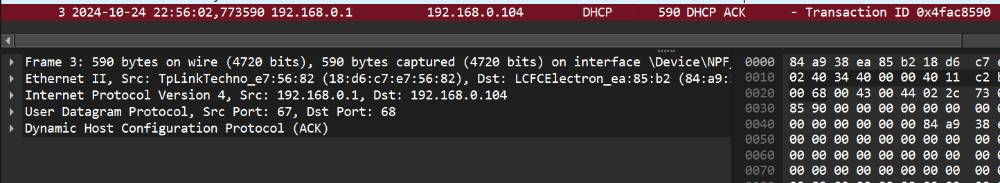 3 2024-10-24 22:56:02,773590 192.168.0.1 192.168.0.104 DHCP 590 DHCP ACK - Transaction ID 0x4fac8590
Frame 3: 590 bytes on wire (4720 bits), 590 bytes captured (4720 bits) on interface \Device\NPF_
Ethernet II, Src: TpLinkTechno_e7:56:82 (18:d6:c7:e7:56:82), Dst: LCFCElectron_ea:85:b2 (84:a9:
Internet Protocol Version 4, Src: 192.168.0.1, Dst: 192.168.0.104
User Datagram Protocol, Src Port: 67, Dst Port: 68
Dynamic Host Configuration Protocol (ACK)
0000 84 a9 38 ea 85 b2 18 d6 c7
0010 02 40 34 40 00 00 40 11 c2
0020 00 68 00 43 00 44 02 2c 73
0030 85 90 00 00 00 00 00 00 00
0040 00 00 00 00 00 00 84 a9 38
0050 00 00 00 00 00 00 00 00 00
0060 00 00 00 00 00 00 00 00 00
0070 00 00 00 00 00 00 00 00 00